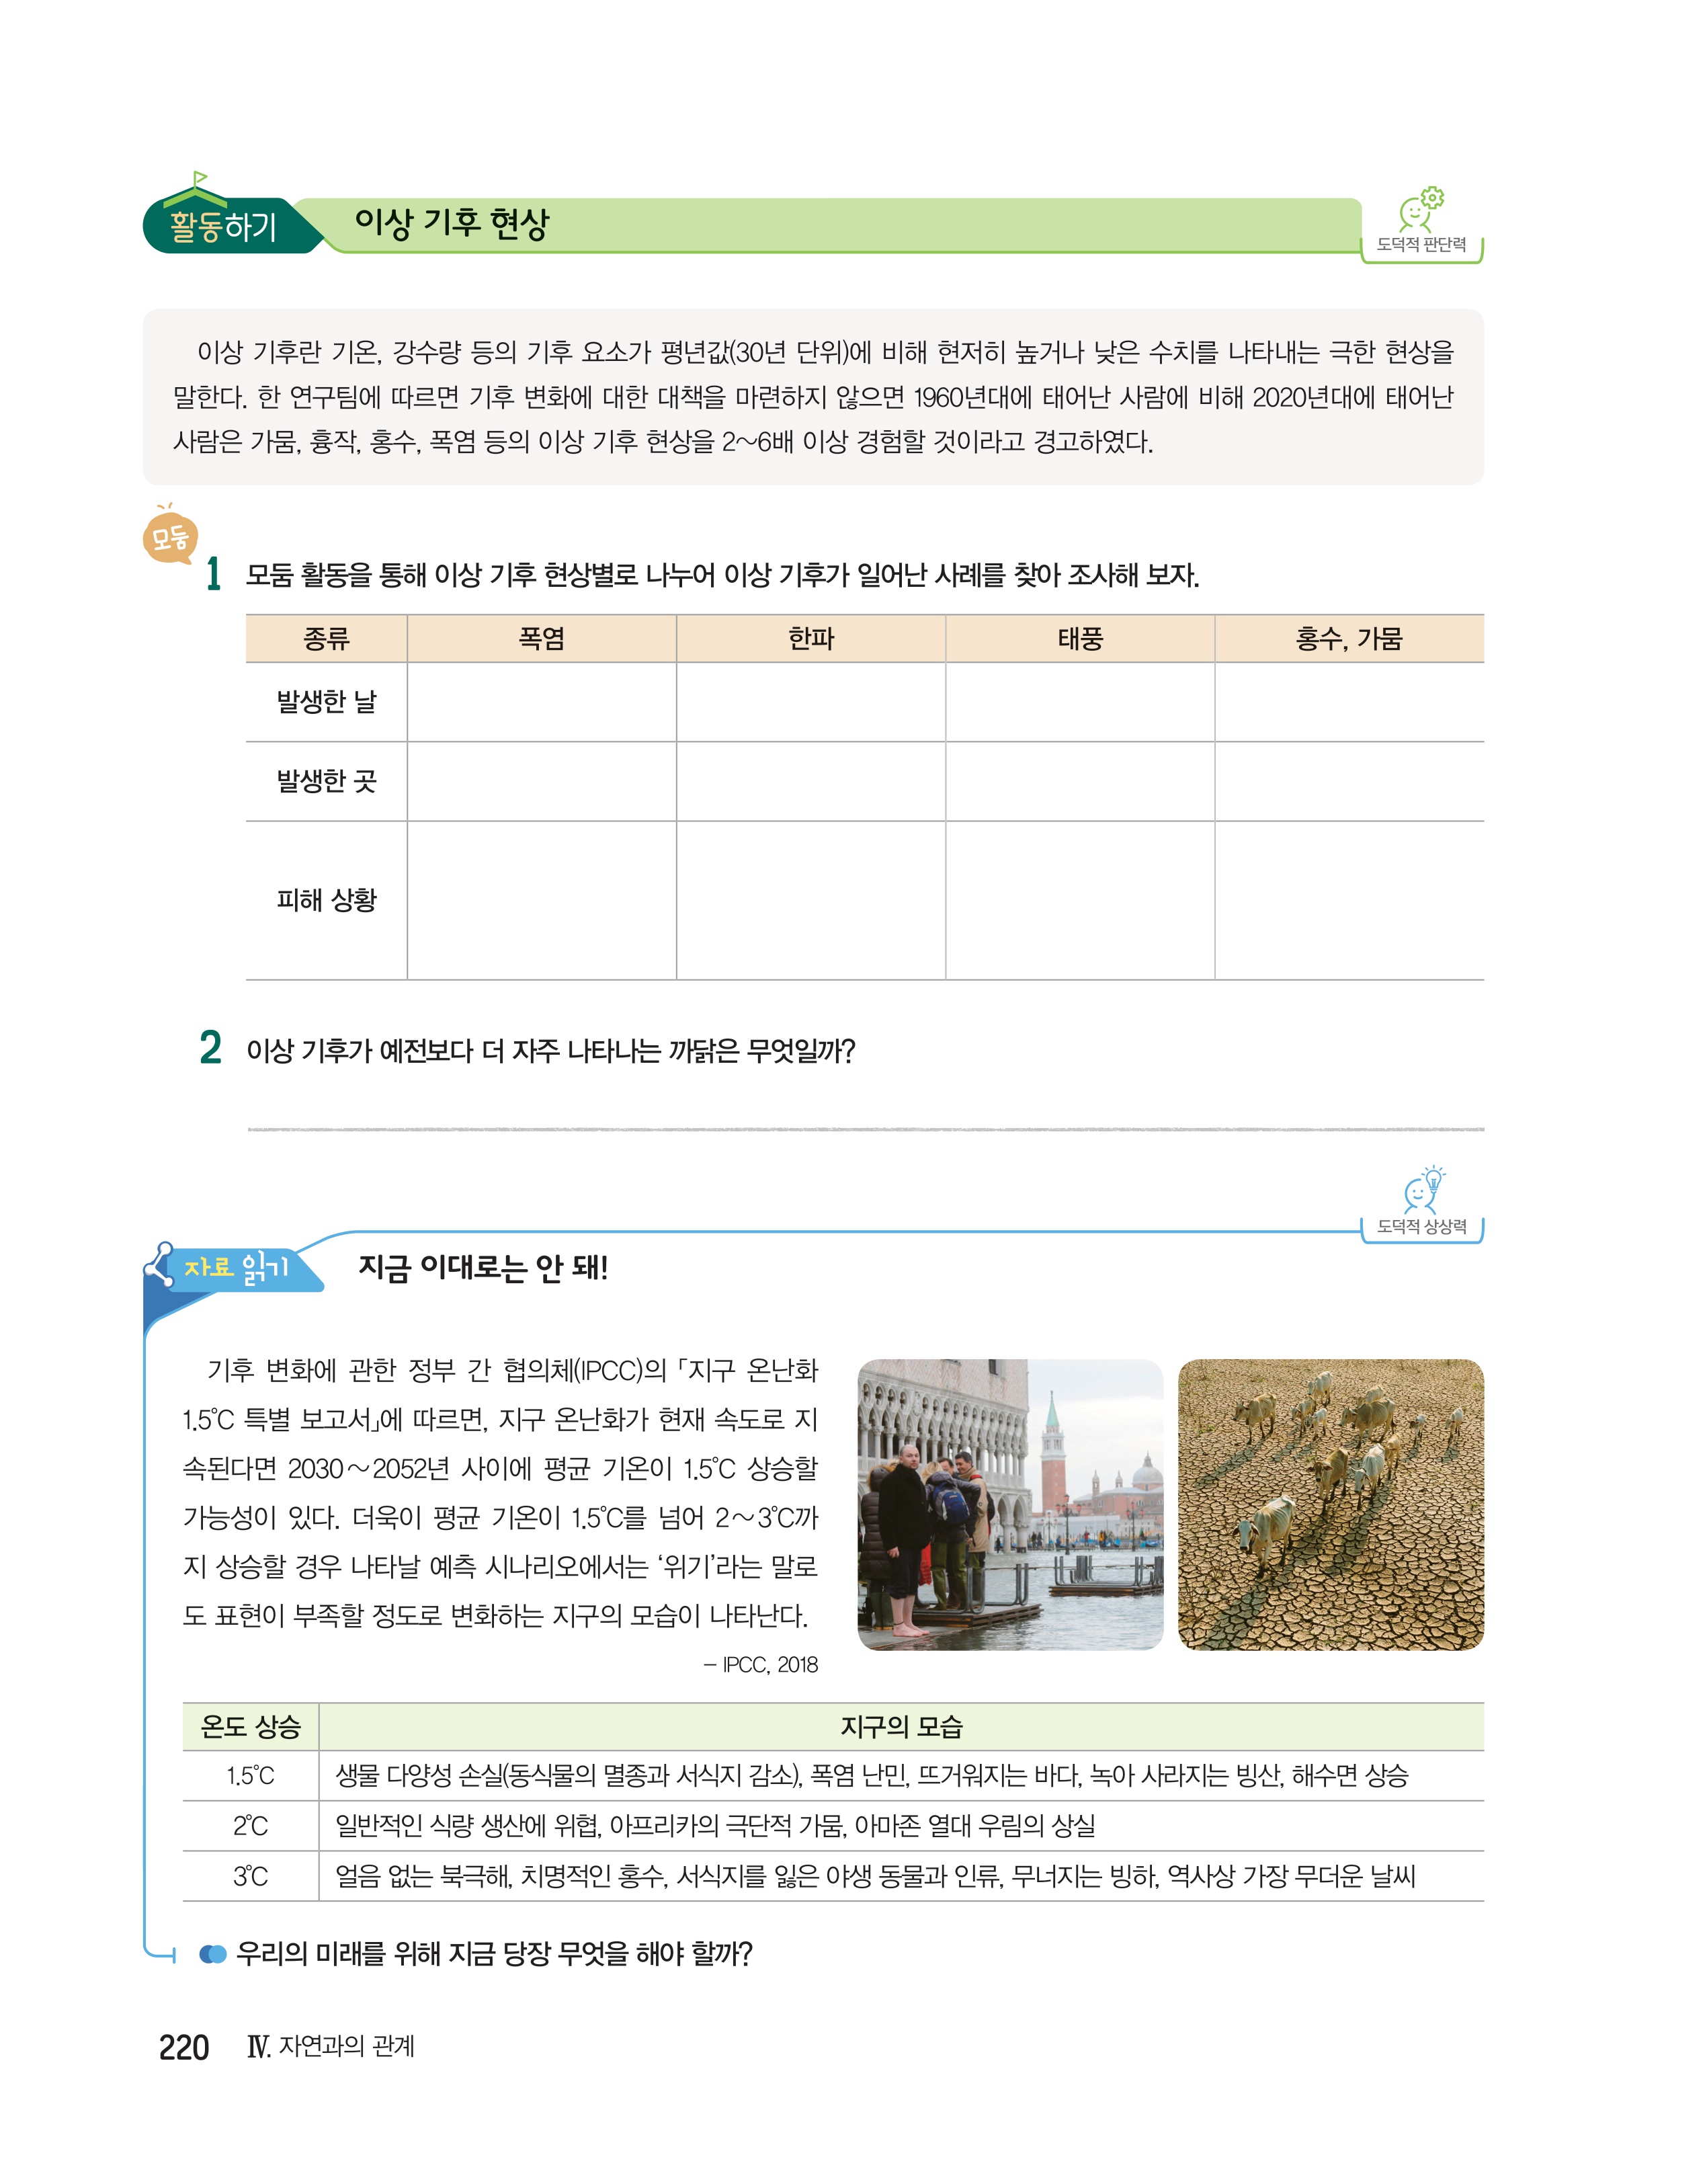 활동하기
이상 기후 현상
도덕적 판단력
이상 기후란 기온, 강수량 등의 기후 요소가 평년값(30년 단위)에 비해 현저히 높거나 낮은 수치를 나타내는 극한 현상을
말한다. 한 연구팀에 따르면 기후 변화에 대한 대책을 마련하지 않으면 1960년대에 태어난 사람에 비해 2020년대에 태어난
사람은 가뭄, 흉작, 홍수, 폭염 등의 이상 기후 현상을 2~6배 이상 경험할 것이라고 경고하였다.
모둠
1 모둠 활동을 통해 이상 기후 현상별로 나누어 이상 기후가 일어난 사례를 찾아 조사해 보자.
종류 폭염 한파 태풍 홍수, 가뭄
발생한 날
발생한 곳
피해 상황
2 이상 기후가 예전보다 더 자주 나타나는 까닭은 무엇일까?
도덕적 상상력
자료 읽기
지금 이대로는 안 돼!
기후 변화에 관한 정부 간 협의체(IPCC)의 「지구 온난화
1.5℃ 특별 보고서」에 따르면, 지구 온난화가 현재 속도로 지
속된다면 2030~2052년 사이에 평균 기온이 1.5℃ 상승할
가능성이 있다. 더욱이 평균 기온이 1.5℃를 넘어 2~3℃까
지 상승할 경우 나타날 예측 시나리오에서는 ‘위기’라는 말로
도 표현이 부족할 정도로 변화하는 지구의 모습이 나타난다.
– IPCC, 2018
온도 상승 지구의 모습
1.5℃ 생물 다양성 손실(동식물의 멸종과 서식지 감소), 폭염 난민, 뜨거워지는 바다, 녹아 사라지는 빙산, 해수면 상승
2℃ 일반적인 식량 생산에 위협, 아프리카의 극단적 가뭄, 아마존 열대 우림의 상실
3℃ 얼음 없는 북극해, 치명적인 홍수, 서식지를 잃은 야생 동물과 인류, 무너지는 빙하, 역사상 가장 무더운 날씨
우리의 미래를 위해 지금 당장 무엇을 해야 할까?
220 Ⅳ. 자연과의 관계